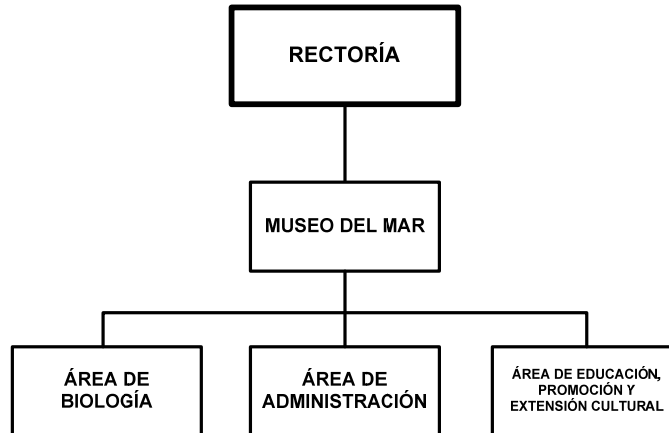 RECTORÍA
MUSEO DEL MAR
ÁREA DE
BIOLOGÍA
ÁREA DE
ADMINISTRACIÓN
ÁREA DE EDUCACIÓN,
PROMOCIÓN Y
EXTENSIÓN CULTURAL